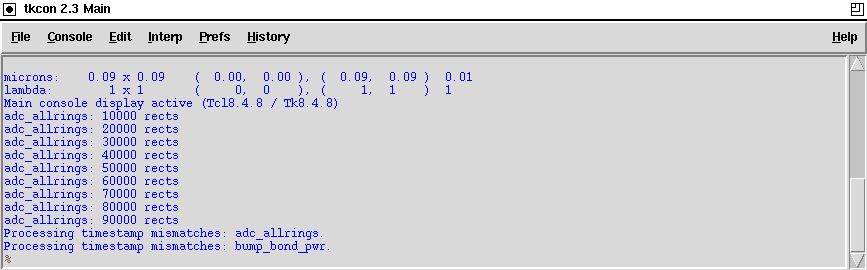 tkcon 2.3 Main
File Console Edit Interp Prefs History Help
microns: 0.09 x 0.09 ( 0.00, 0.00 ), ( 0.09, 0.09 ) 0.01
lambda: 1 x 1 ( 0, 0 ), ( 1, 1 ) 1
Main console display active (Tcl8.4.8 / Tk8.4.8)
adc_allrings: 10000 rects
adc_allrings: 20000 rects
adc_allrings: 30000 rects
adc_allrings: 40000 rects
adc_allrings: 50000 rects
adc_allrings: 60000 rects
adc_allrings: 70000 rects
adc_allrings: 80000 rects
adc_allrings: 90000 rects
Processing timestamp mismatches: adc_allrings.
Processing timestamp mismatches: bump_bond_pwr.
%